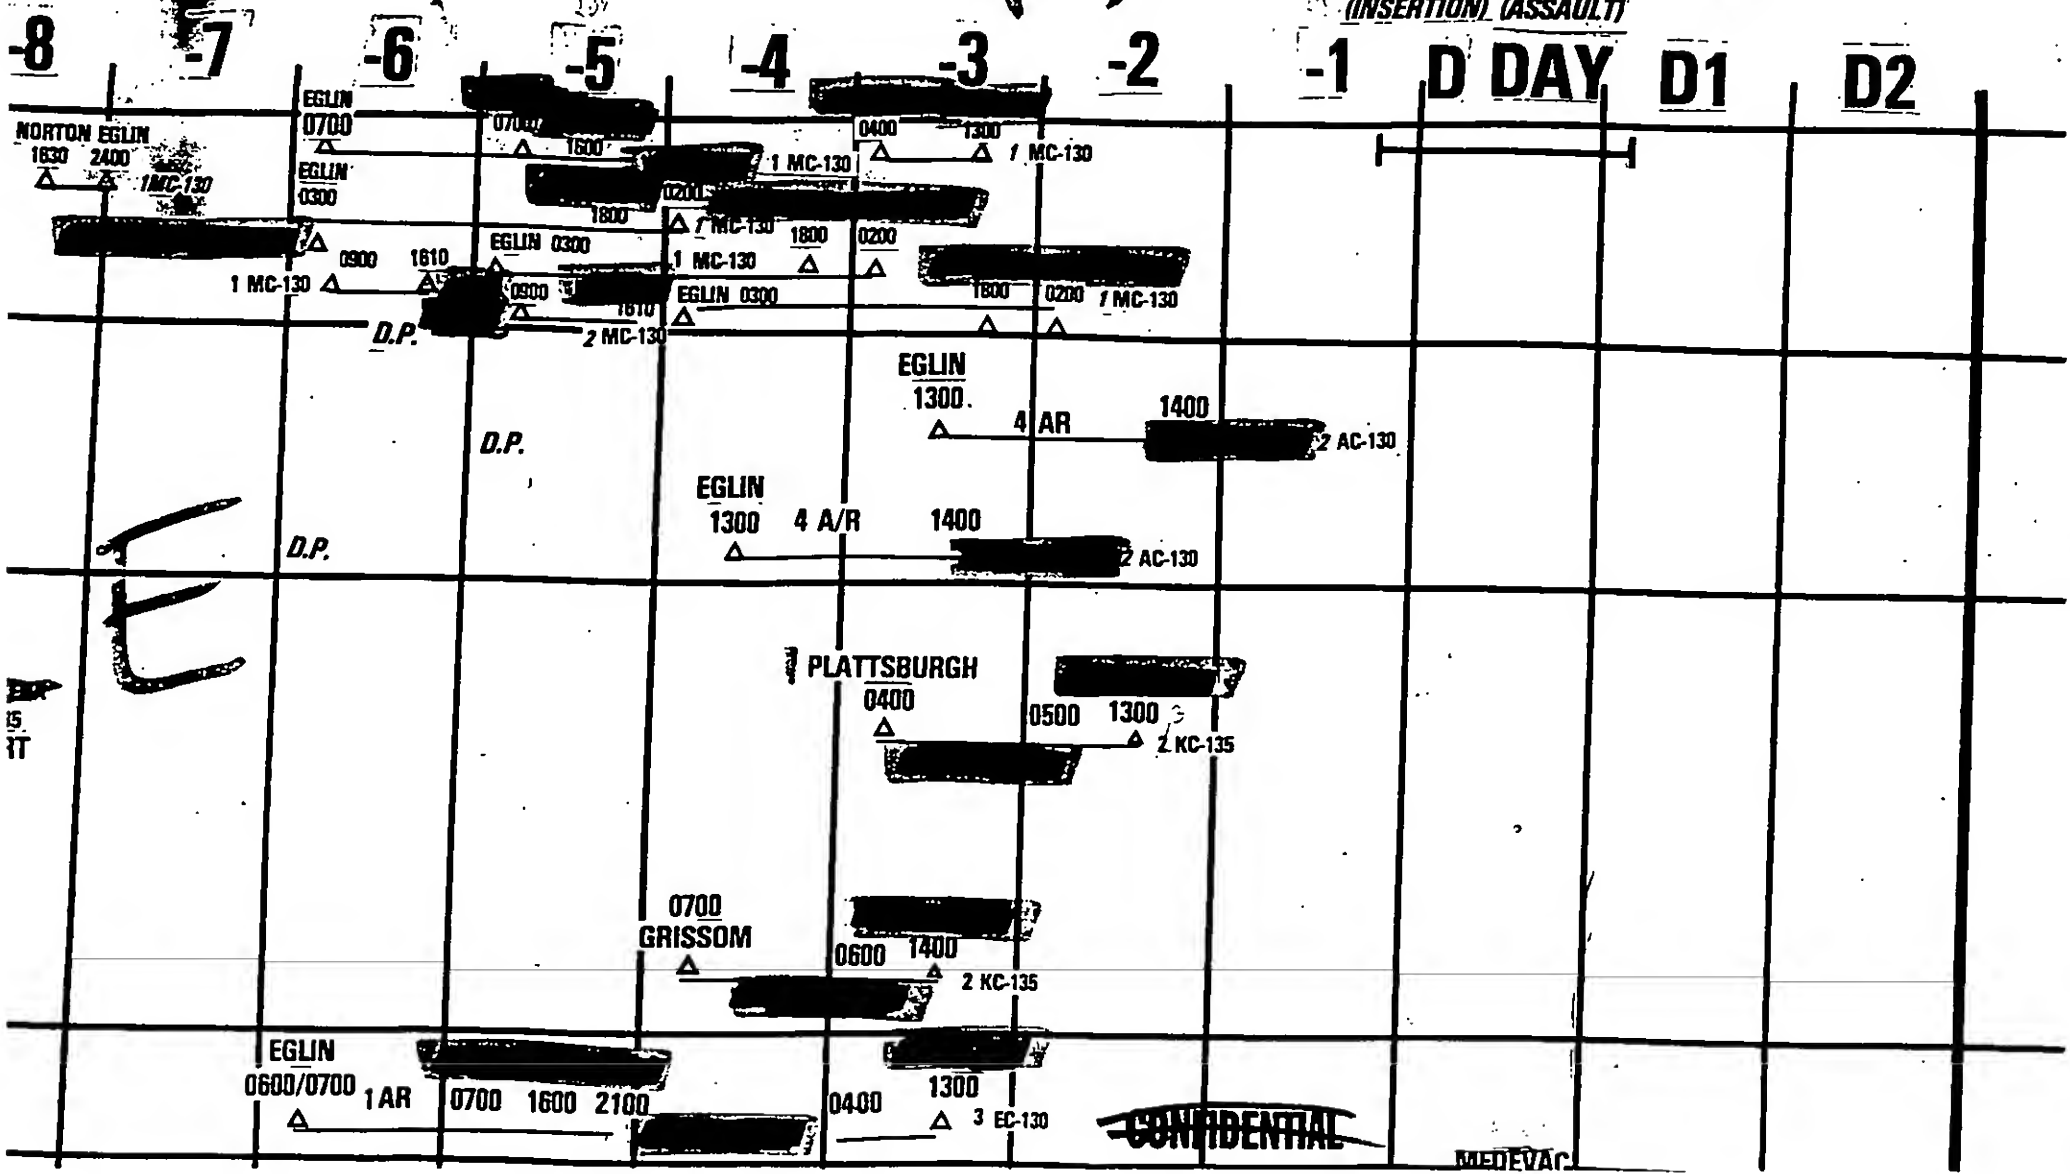 (INSERTION) (ASSAULT)
-8 -7 -6 -5 -4 -3 -2 -1 D DAY D1 D2
EGLIN
0700 0700 0400 1300
NORTON EGLIN 1600 1 MC-130 1 MC-130
1830 2400 1MC-130 EGLIN
0300 0200
1800 1 MC-130 1800 0200
0900 1610 EGLIN 0300 1 MC-130
1 MC-130 0900 1610 EGLIN 0300 1800 0200 1 MC-130
D.P. 2 MC-130
EGLIN
1300. 1400
4 AR 2 AC-130
D.P.
EGLIN
1300 4 A/R 1400
D.P. 2 AC-130
PLATTSBURGH
0400 0500 1300
2 KC-135
0700
GRISSOM 0600 1400
2 KC-135
EGLIN
0600/0700 1 AR 0700 1600 2100 0400 1300
3 EC-130
CONFIDENTIAL
MEDEVAC